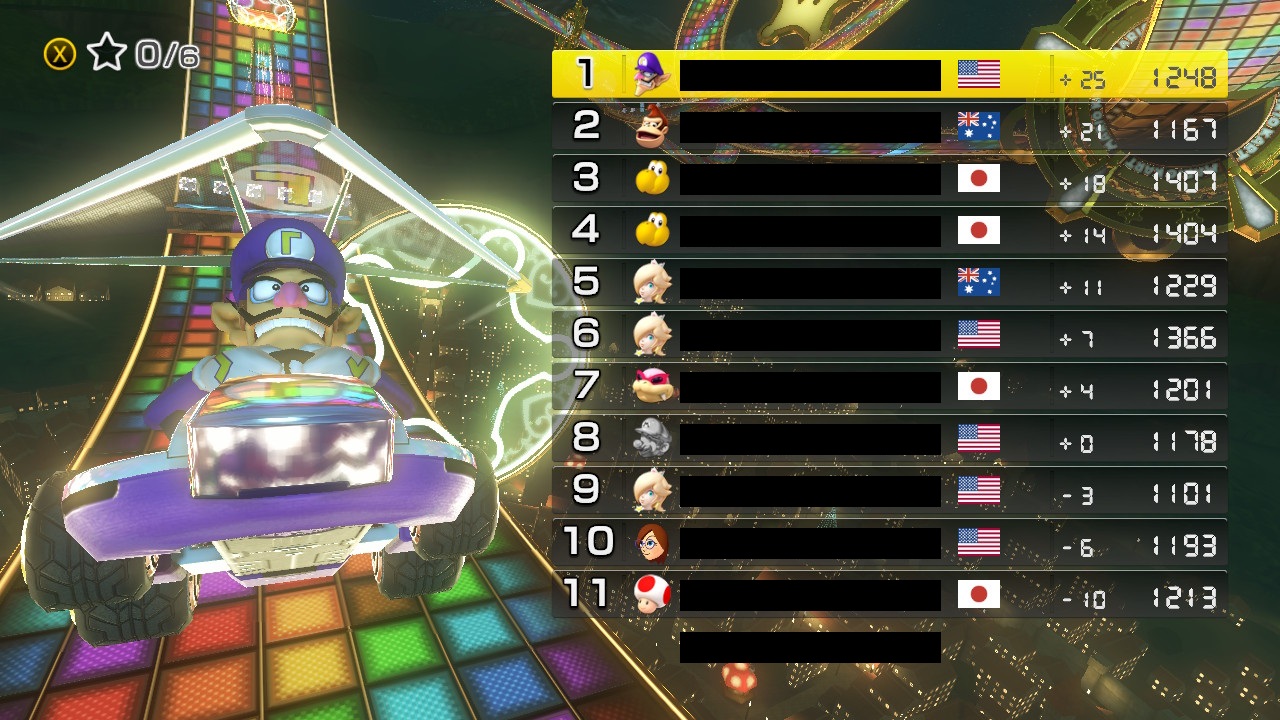 X 0/6
1 + 25 1248
2 + 21 1167
3 + 18 1407
4 + 14 1404
5 + 11 1229
6 + 7 1366
7 + 4 1201
8 + 0 1178
9 - 3 1101
10 - 6 1193
11 - 10 1213